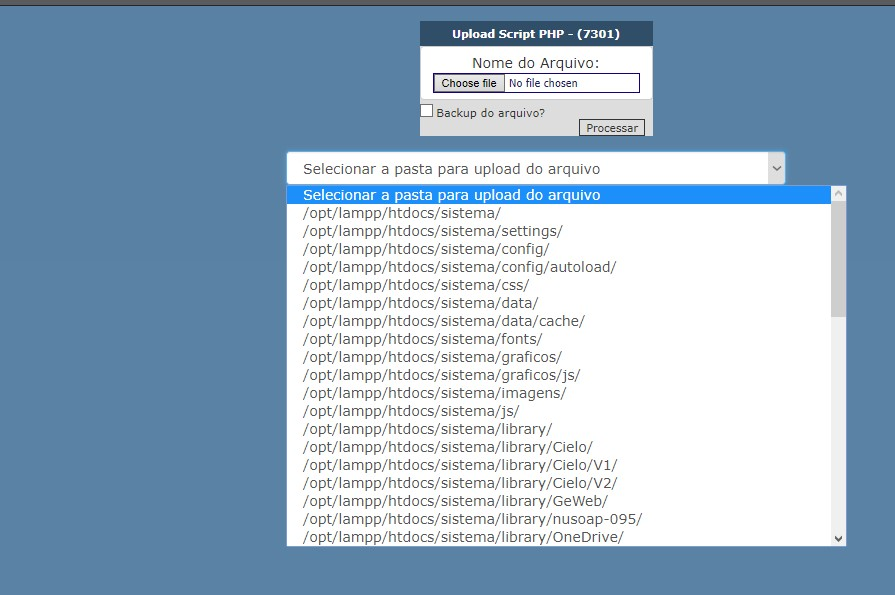 Upload Script PHP - (7301)
Nome do Arquivo:
Choose file No file chosen
Backup do arquivo?
Processar
Selecionar a pasta para upload do arquivo
Selecionar a pasta para upload do arquivo
/opt/lampp/htdocs/sistema/
/opt/lampp/htdocs/sistema/settings/
/opt/lampp/htdocs/sistema/config/
/opt/lampp/htdocs/sistema/config/autoload/
/opt/lampp/htdocs/sistema/css/
/opt/lampp/htdocs/sistema/data/
/opt/lampp/htdocs/sistema/data/cache/
/opt/lampp/htdocs/sistema/fonts/
/opt/lampp/htdocs/sistema/graficos/
/opt/lampp/htdocs/sistema/graficos/js/
/opt/lampp/htdocs/sistema/imagens/
/opt/lampp/htdocs/sistema/js/
/opt/lampp/htdocs/sistema/library/
/opt/lampp/htdocs/sistema/library/Cielo/
/opt/lampp/htdocs/sistema/library/Cielo/V1/
/opt/lampp/htdocs/sistema/library/Cielo/V2/
/opt/lampp/htdocs/sistema/library/GeWeb/
/opt/lampp/htdocs/sistema/library/nusoap-095/
/opt/lampp/htdocs/sistema/library/OneDrive/